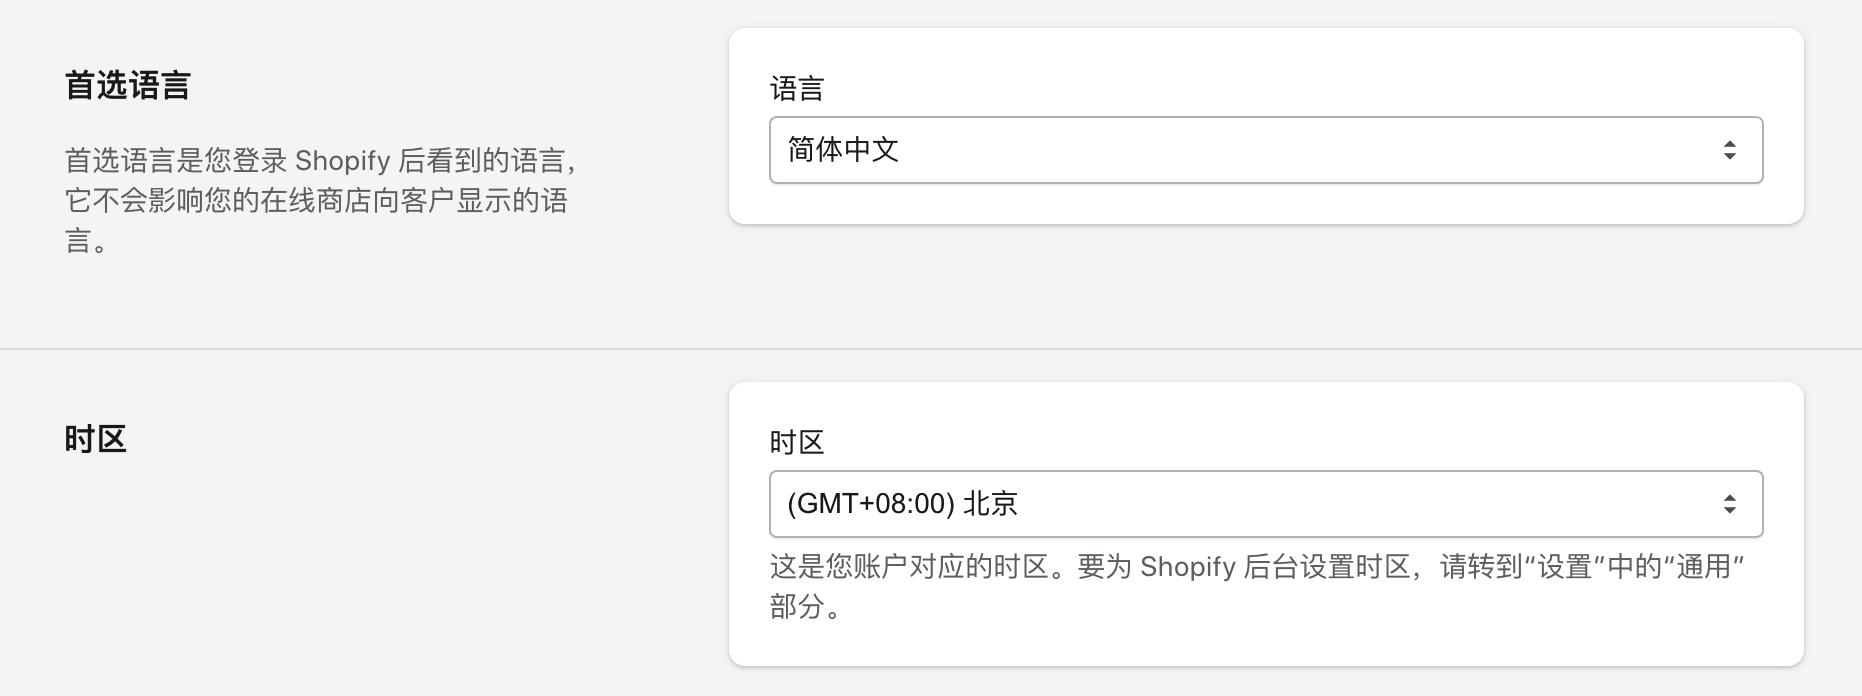 首选语言
首选语言是您登录 Shopify 后看到的语言，
它不会影响您的在线商店向客户显示的语
言。
语言
简体中文
时区
时区
(GMT+08:00) 北京
这是您账户对应的时区。要为 Shopify 后台设置时区，请转到“设置”中的“通用”
部分。